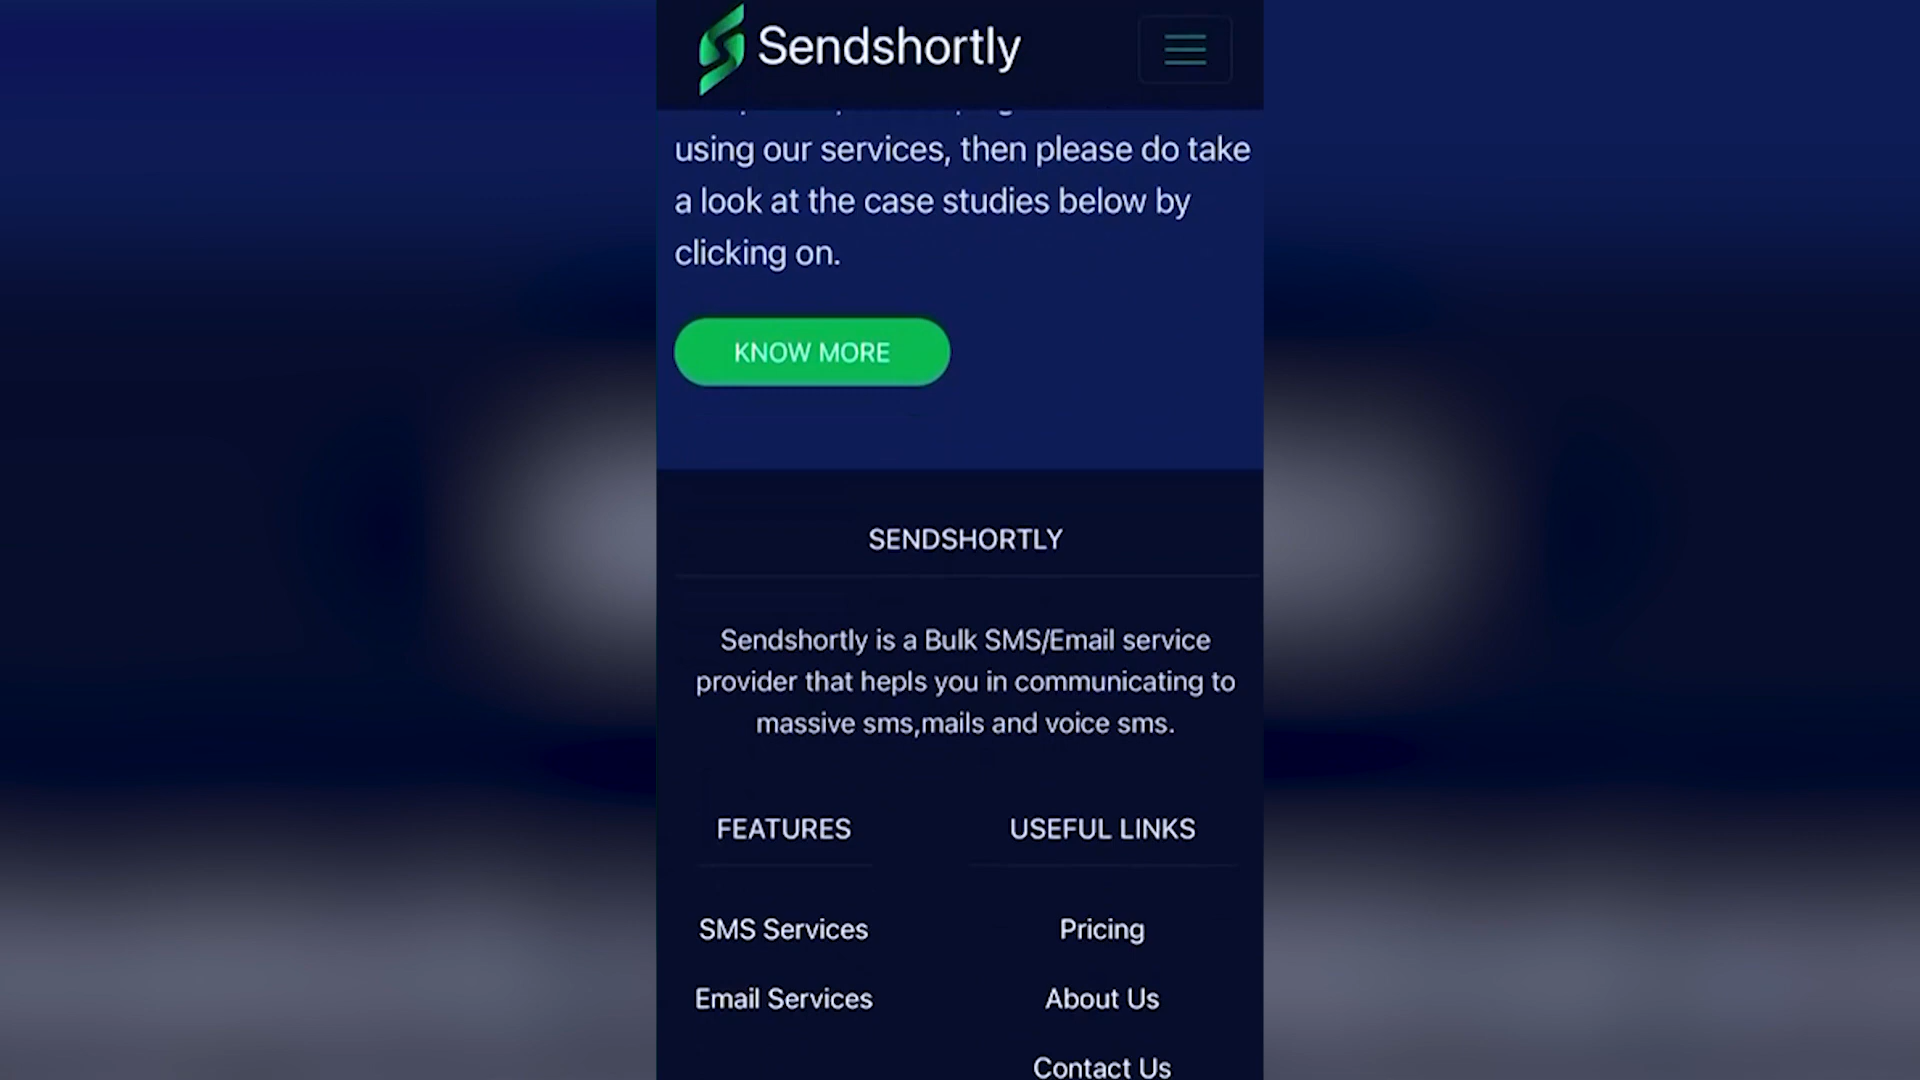 Sendshortly
using our services, then please do take
a look at the case studies below by
clicking on.
KNOW MORE
SENDSHORTLY
Sendshortly is a Bulk SMS/Email service
provider that hepls you in communicating to
massive sms,mails and voice sms.
FEATURES
USEFUL LINKS
SMS Services
Pricing
Email Services
About Us
Contact Us